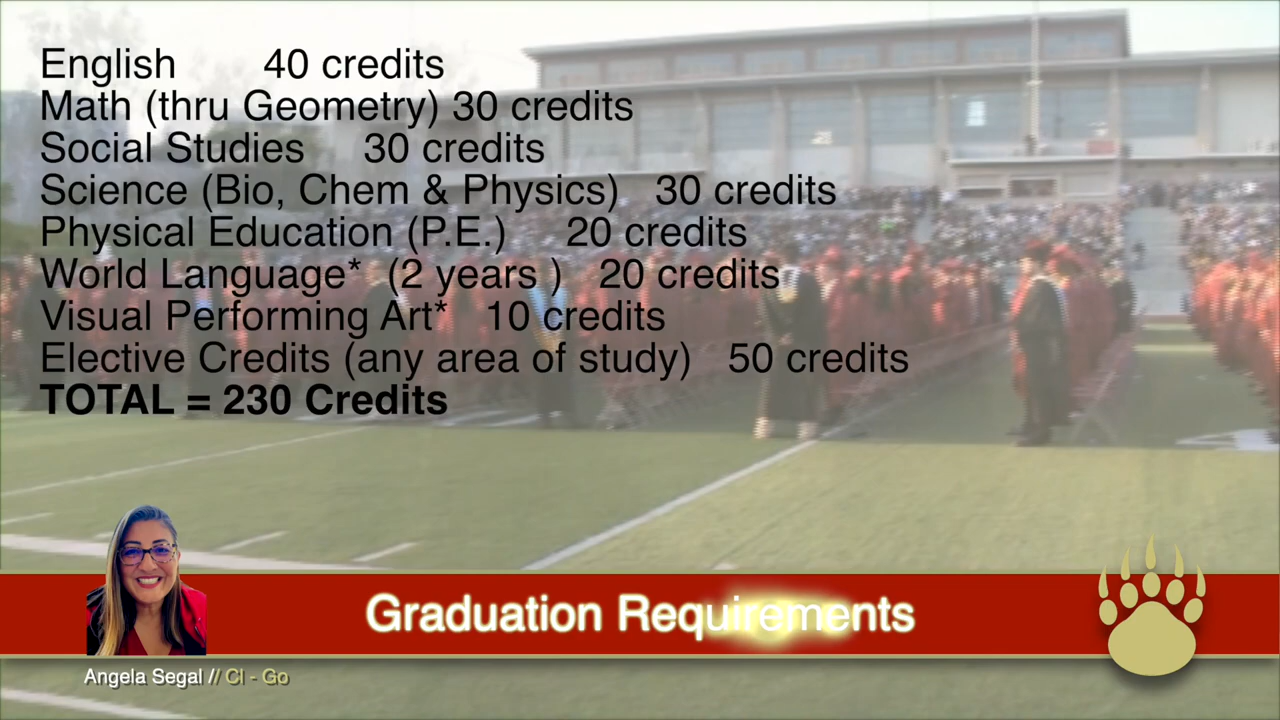 English 40 credits
Math (thru Geometry) 30 credits
Social Studies 30 credits
Science (Bio, Chem & Physics) 30 credits
Physical Education (P.E.) 20 credits
World Language* (2 years ) 20 credits
Visual Performing Art* 10 credits
Elective Credits (any area of study) 50 credits
TOTAL = 230 Credits
Graduation Requirements
Angela Segal // Cl - Go